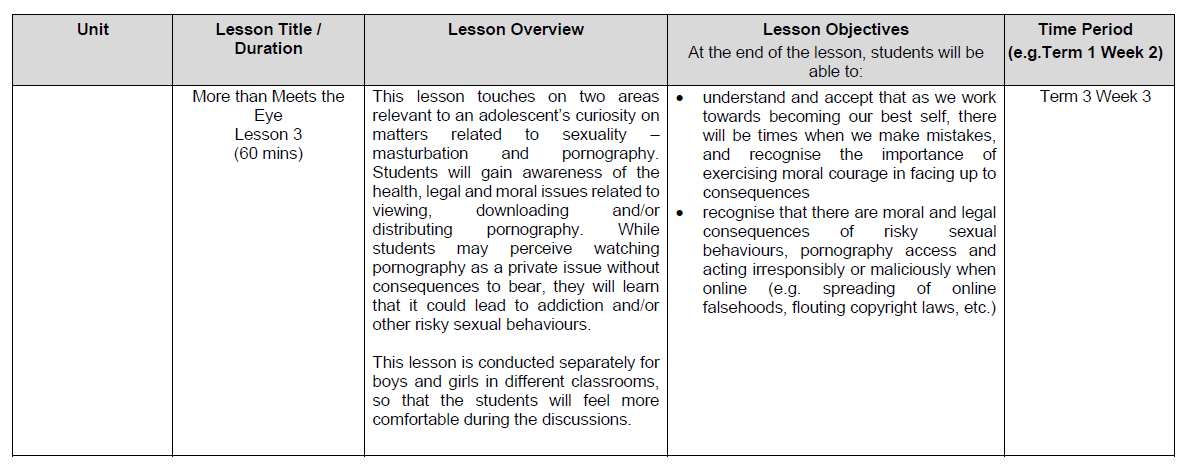 Unit
Lesson Title /
Duration
Lesson Overview
Lesson Objectives
At the end of the lesson, students will be
able to:
Time Period
(e.g.Term 1 Week 2)
More than Meets the
Eye
Lesson 3
(60 mins)
This lesson touches on two areas
relevant to an adolescent's curiosity on
matters related to sexuality –
masturbation and pornography.
Students will gain awareness of the
health, legal and moral issues related to
viewing, downloading and/or
distributing pornography. While
students may perceive watching
pornography as a private issue without
consequences to bear, they will learn
that it could lead to addiction and/or
other risky sexual behaviours.
This lesson is conducted separately for
boys and girls in different classrooms,
so that the students will feel more
comfortable during the discussions.
• understand and accept that as we work
towards becoming our best self, there
will be times when we make mistakes,
and recognise the importance of
exercising moral courage in facing up to
consequences
• recognise that there are moral and legal
consequences of risky sexual
behaviours, pornography access and
acting irresponsibly or maliciously when
online (e.g. spreading of online
falsehoods, flouting copyright laws, etc.)
Term 3 Week 3